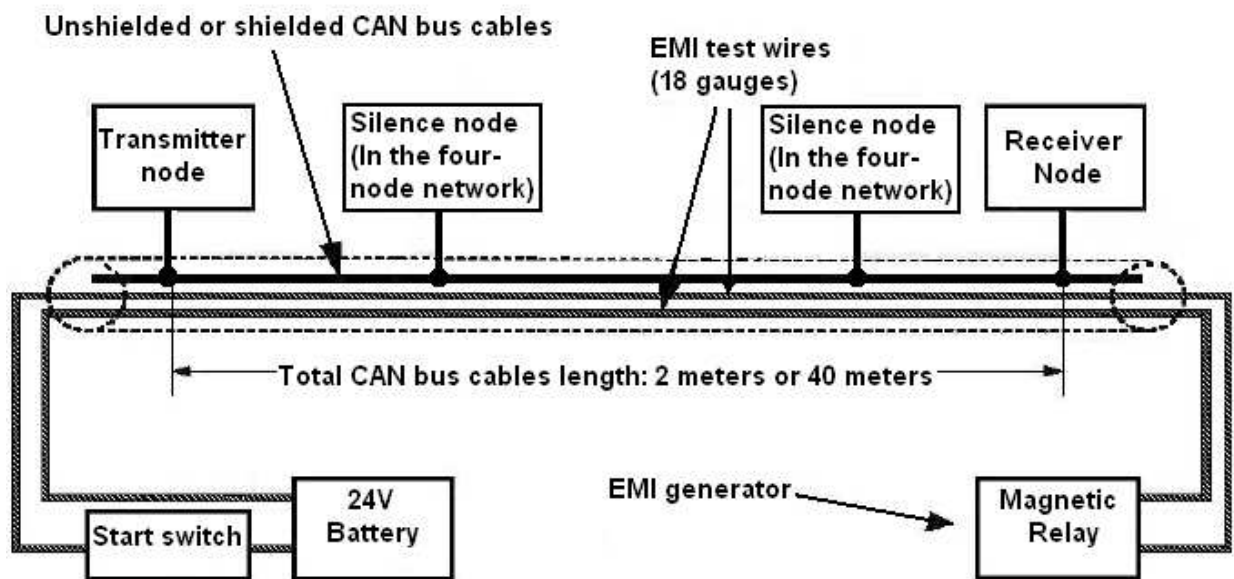 Unshielded or shielded CAN bus cables
EMI test wires
(18 gauges)
Transmitter
node
Silence node
(In the four-
node network)
Silence node
(In the four-
node network)
Receiver
Node
Total CAN bus cables length: 2 meters or 40 meters
Start switch
24V
Battery
EMI generator
Magnetic
Relay